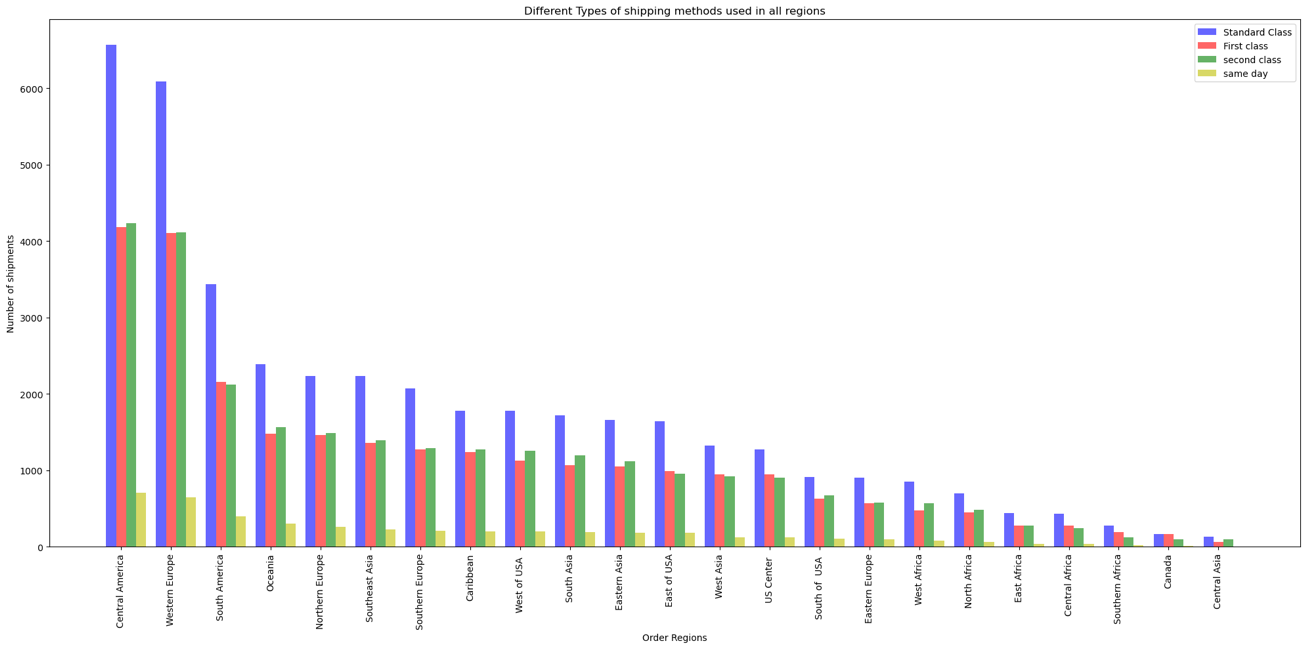 Different Types of shipping methods used in all regions
Standard Class
First class
second class
same day
Number of shipments
6000
5000
4000
3000
2000
1000
0
Central America
Western Europe
South America
Oceania
Northern Europe
Southeast Asia
Southern Europe
Caribbean
West of USA
South Asia
Eastern Asia
East of USA
West Asia
US Center
South of  USA
Eastern Europe
West Africa
North Africa
East Africa
Central Africa
Southern Africa
Canada
Central Asia
Order Regions